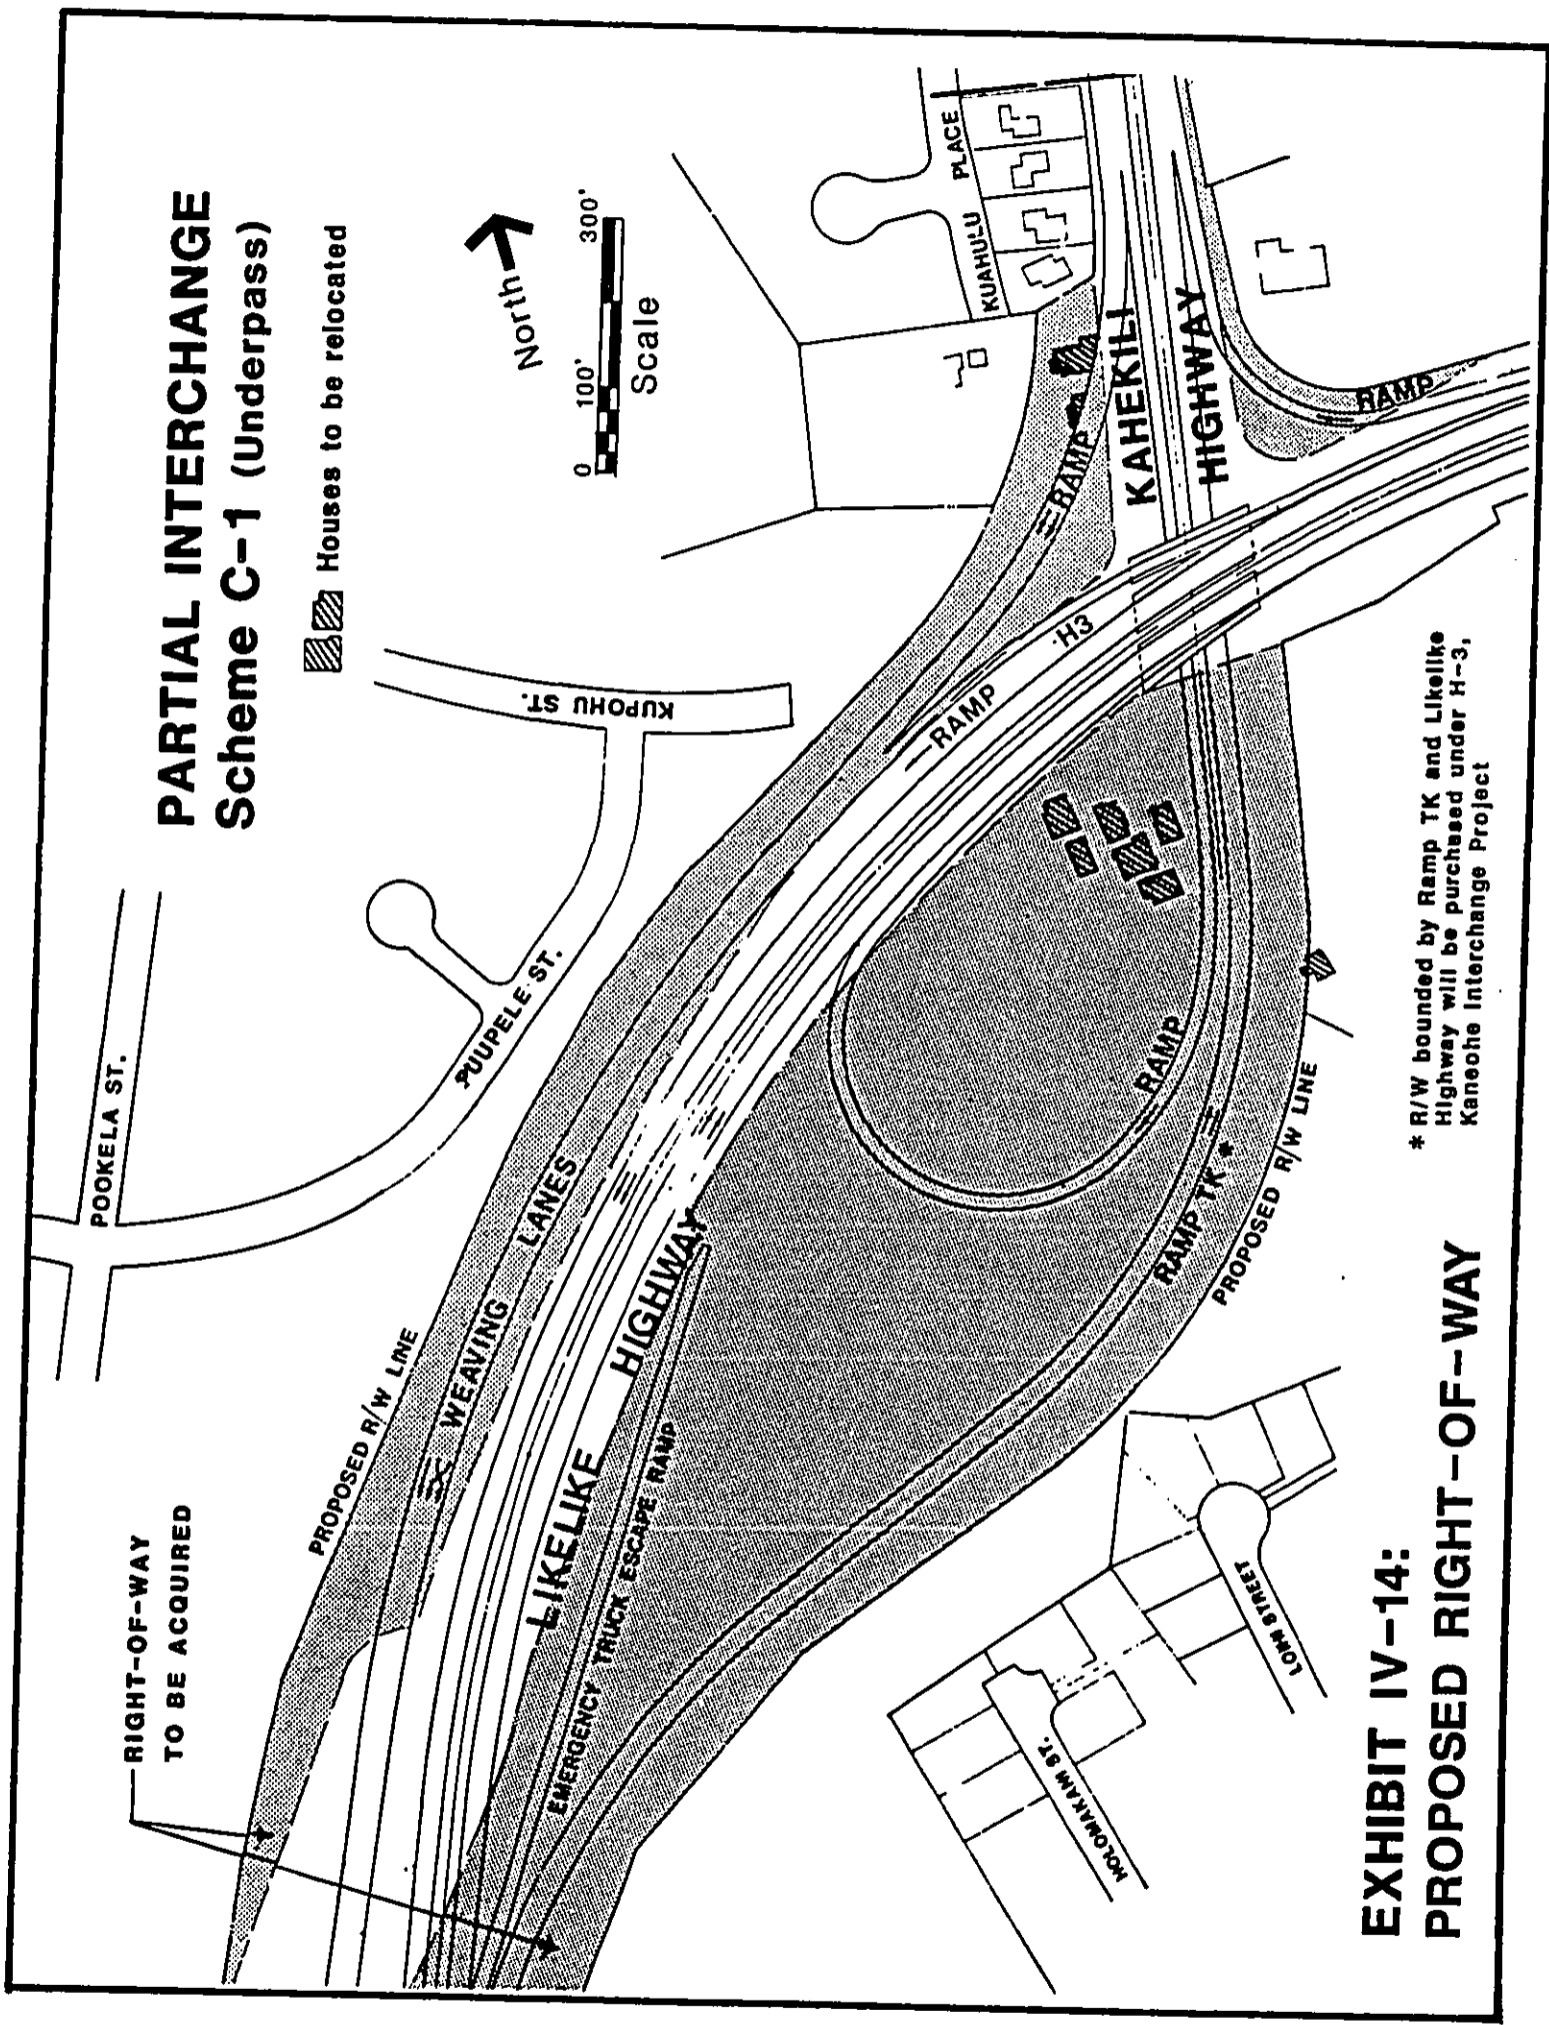 PARTIAL INTERCHANGE
Scheme C-1 (Underpass)
Houses to be relocated
North
0 100' 300'
Scale
RIGHT-OF-WAY
TO BE ACQUIRED
POOKELA ST.
PUUPELE ST.
KUPOHU ST.
KUAHULU PLACE
PROPOSED R/W LINE
WEAVING LANES
LIKELIKE HIGHWAY
EMERGENCY TRUCK ESCAPE RAMP
RAMP
H3
RAMP
KAHEKILI
HIGHWAY
RAMP
RAMP
RAMP TK *
PROPOSED R/W LINE
HOLOWAKAMI ST.
LOIHI STREET
* R/W bounded by Ramp TK and Likelike
Highway will be purchased under H-3,
Kaneohe Interchange Project
EXHIBIT IV-14:
PROPOSED RIGHT-OF-WAY